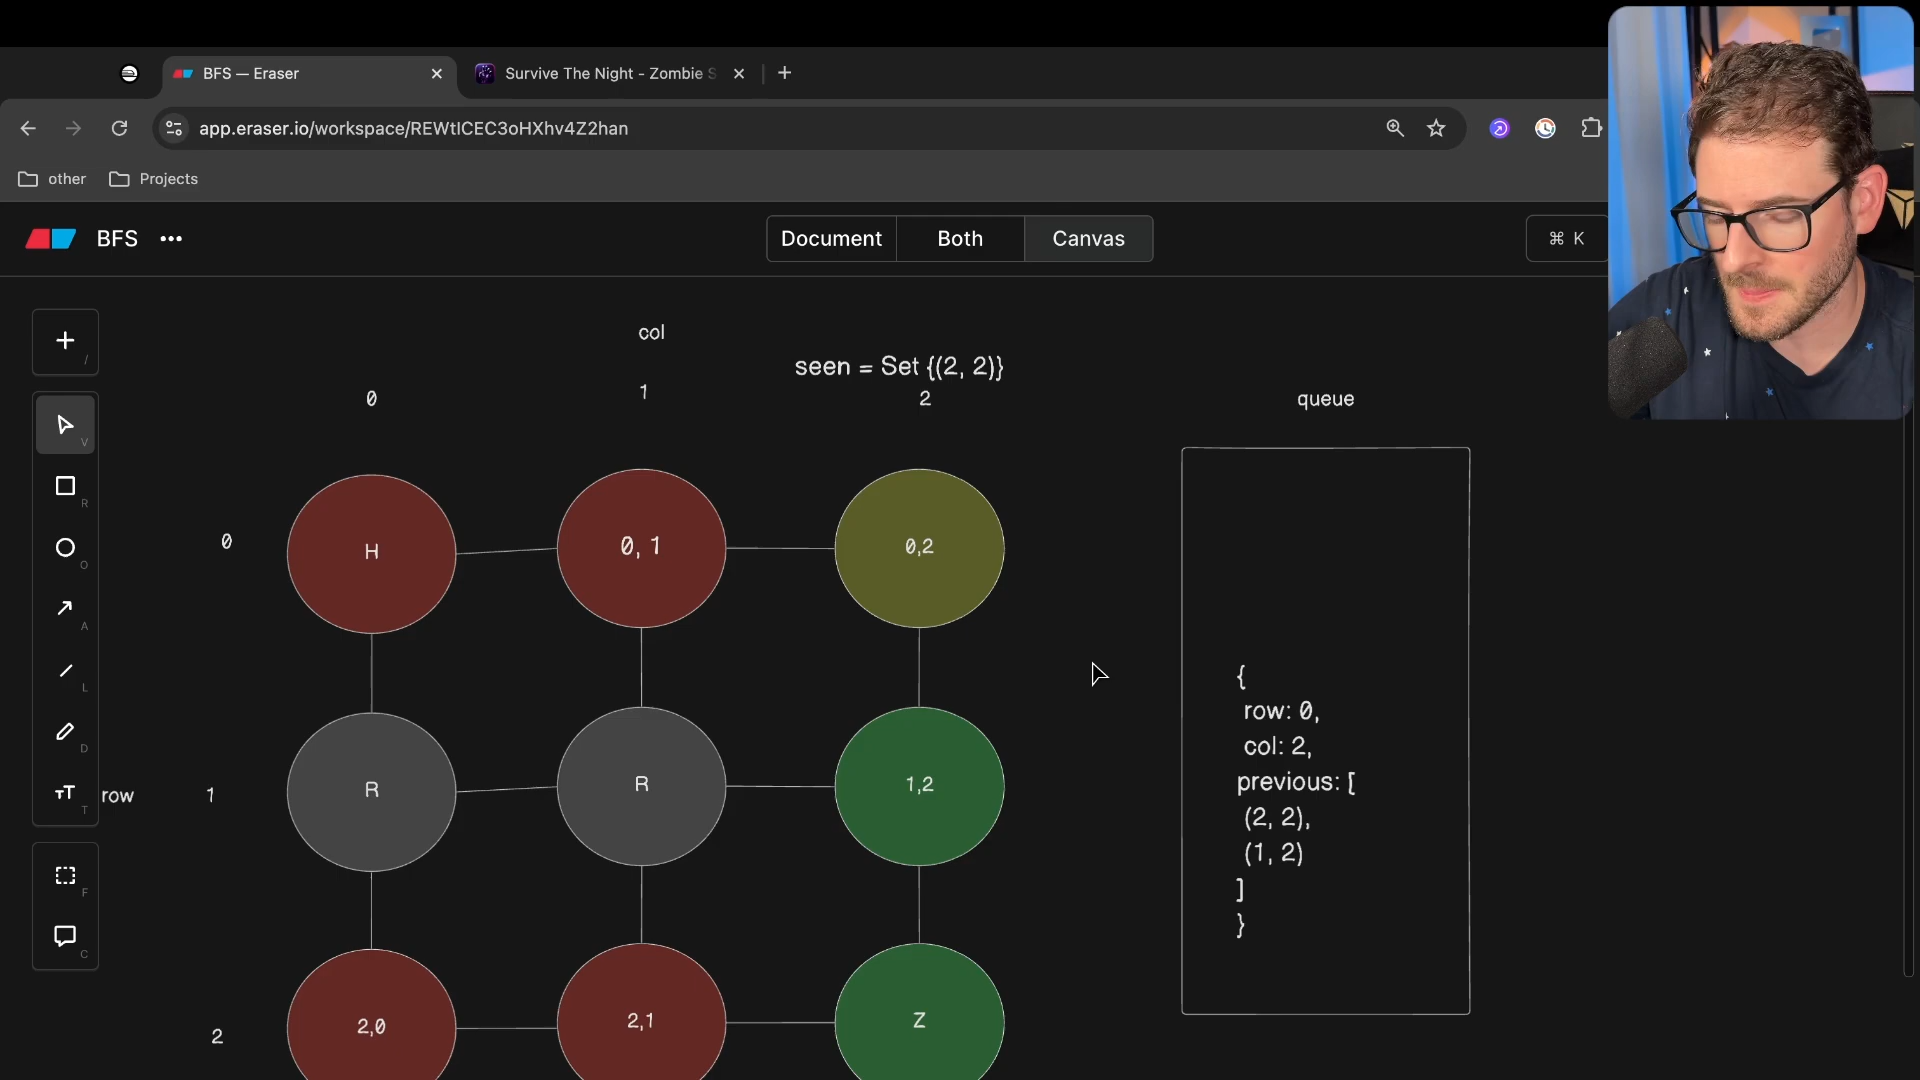 BFS — Eraser
Survive The Night - Zombie S
app.eraser.io/workspace/REWtlCEC3oHXhv4Z2han
other
Projects
BFS
Document
Both
Canvas
⌘ K
col
seen = Set {(2, 2)}
0
1
2
queue
/
V
R
O
A
L
D
T
F
C
0
H
0, 1
0,2
row
1
R
R
1,2
2
2,0
2,1
Z
{
row: 0,
col: 2,
previous: [
(2, 2),
(1, 2)
]
}